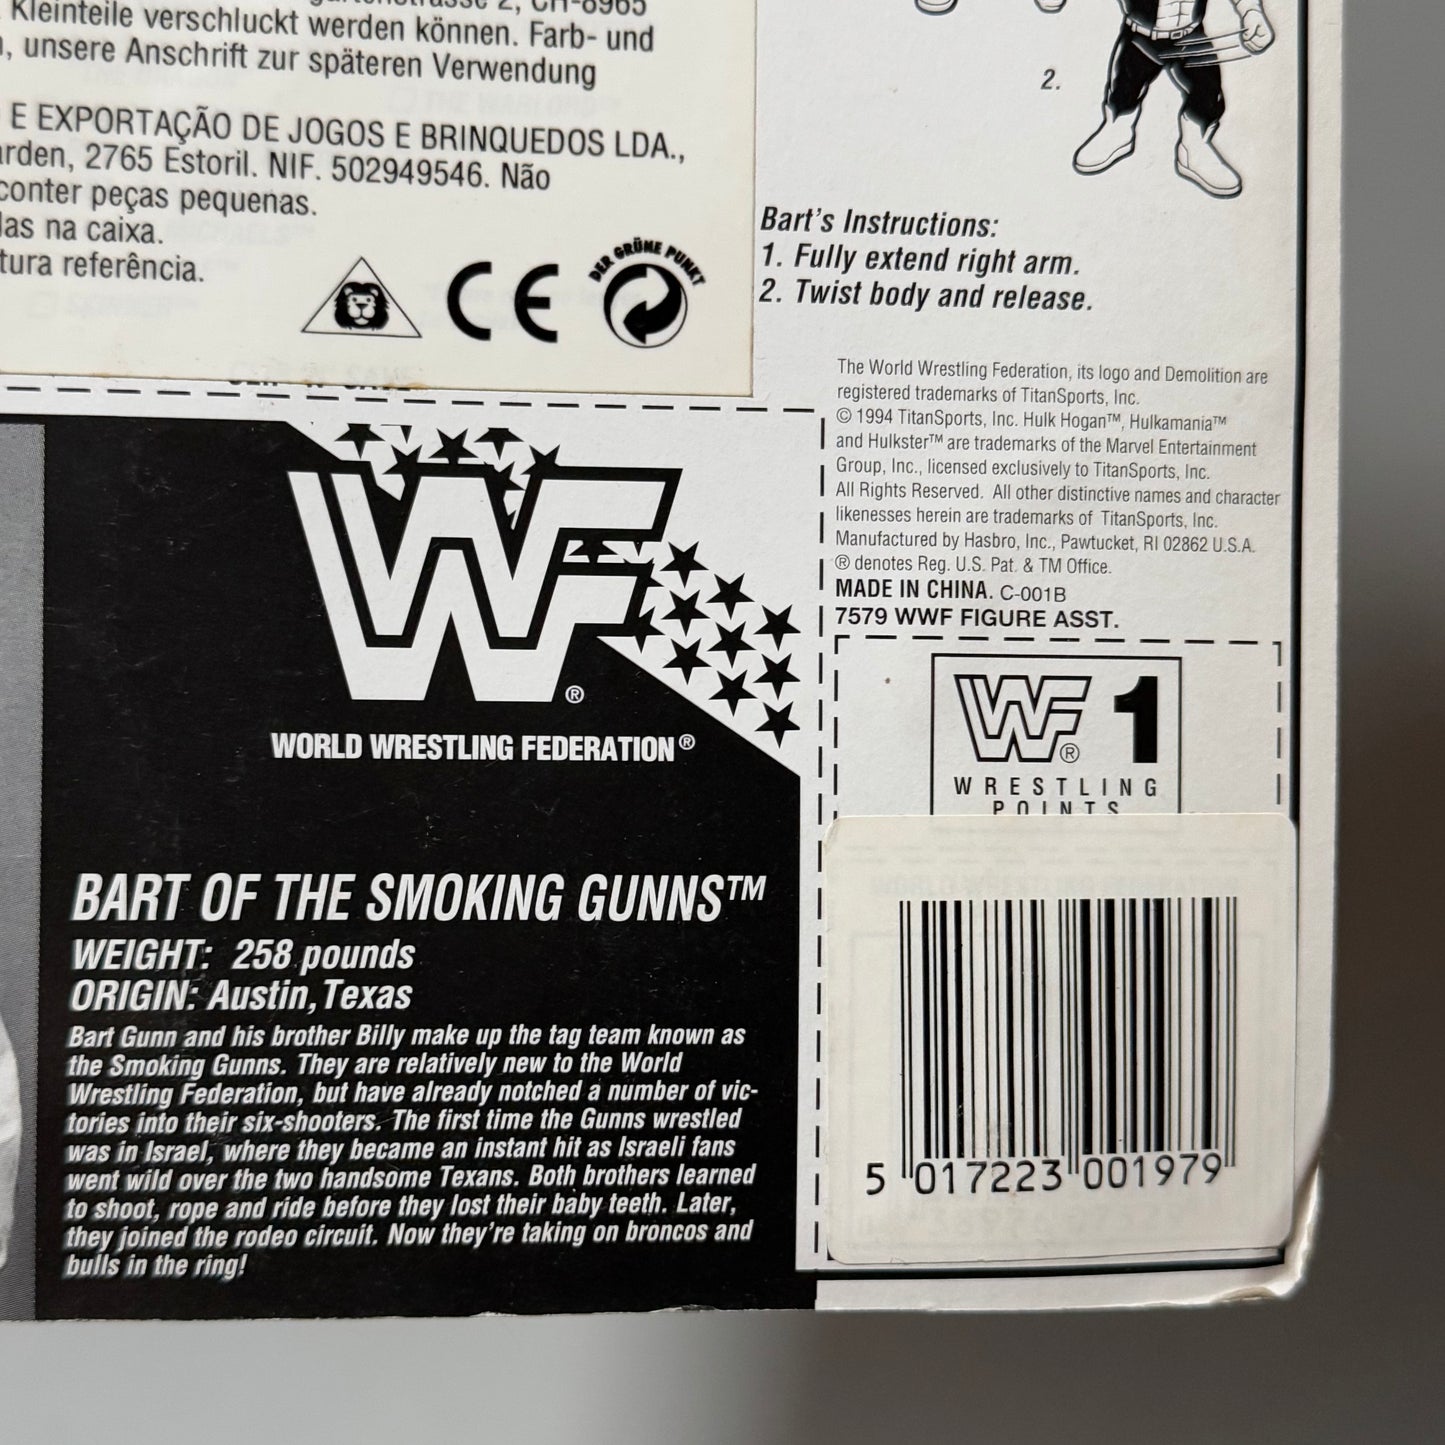 Kleinteile verschluckt werden können. Farb- und
unsere Anschrift zur späteren Verwendung
E EXPORTAÇÃO DE JOGOS E BRINQUEDOS LDA.,
2765 Estoril. NIF. 502949546. Não
conter peças pequenas.
na caixa.
referência.
CE
DER GRÜNE PUNKT
2.
Bart's Instructions:
1. Fully extend right arm.
2. Twist body and release.
The World Wrestling Federation, its logo and Demolition are
registered trademarks of TitanSports, Inc.
© 1994 TitanSports, Inc. Hulk Hogan™, Hulkamania™
and Hulkster™ are trademarks of the Marvel Entertainment
Group, Inc., licensed exclusively to TitanSports, Inc.
All Rights Reserved. All other distinctive names and character
likenesses herein are trademarks of TitanSports, Inc.
Manufactured by Hasbro, Inc., Pawtucket, RI 02862 U.S.A.
® denotes Reg. U.S. Pat. & TM Office.
MADE IN CHINA. C-001B
7579 WWF FIGURE ASST.
WF®
WORLD WRESTLING FEDERATION®
BART OF THE SMOKING GUNNS™
WEIGHT: 258 pounds
ORIGIN: Austin, Texas
Bart Gunn and his brother Billy make up the tag team known as
the Smoking Gunns. They are relatively new to the World
Wrestling Federation, but have already notched a number of vic-
tories into their six-shooters. The first time the Gunns wrestled
was in Israel, where they became an instant hit as Israeli fans
went wild over the two handsome Texans. Both brothers learned
to shoot, rope and ride before they lost their baby teeth. Later,
they joined the rodeo circuit. Now they're taking on broncos and
bulls in the ring!
WF® 1
WRESTLING
POINTS
5 017223 001979